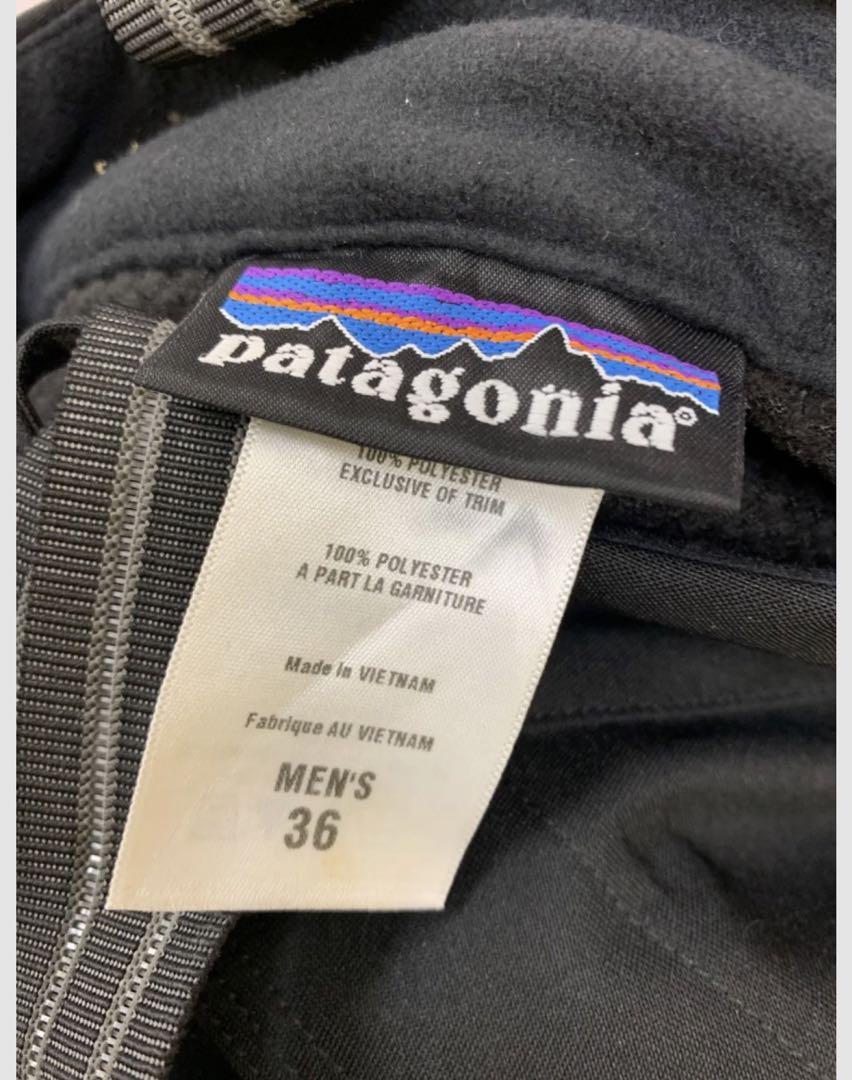 patagonia®
100% POLYESTER
EXCLUSIVE OF TRIM
100% POLYESTER
A PART LA GARNITURE
Made in VIETNAM
Fabrique AU VIETNAM
MEN'S
36